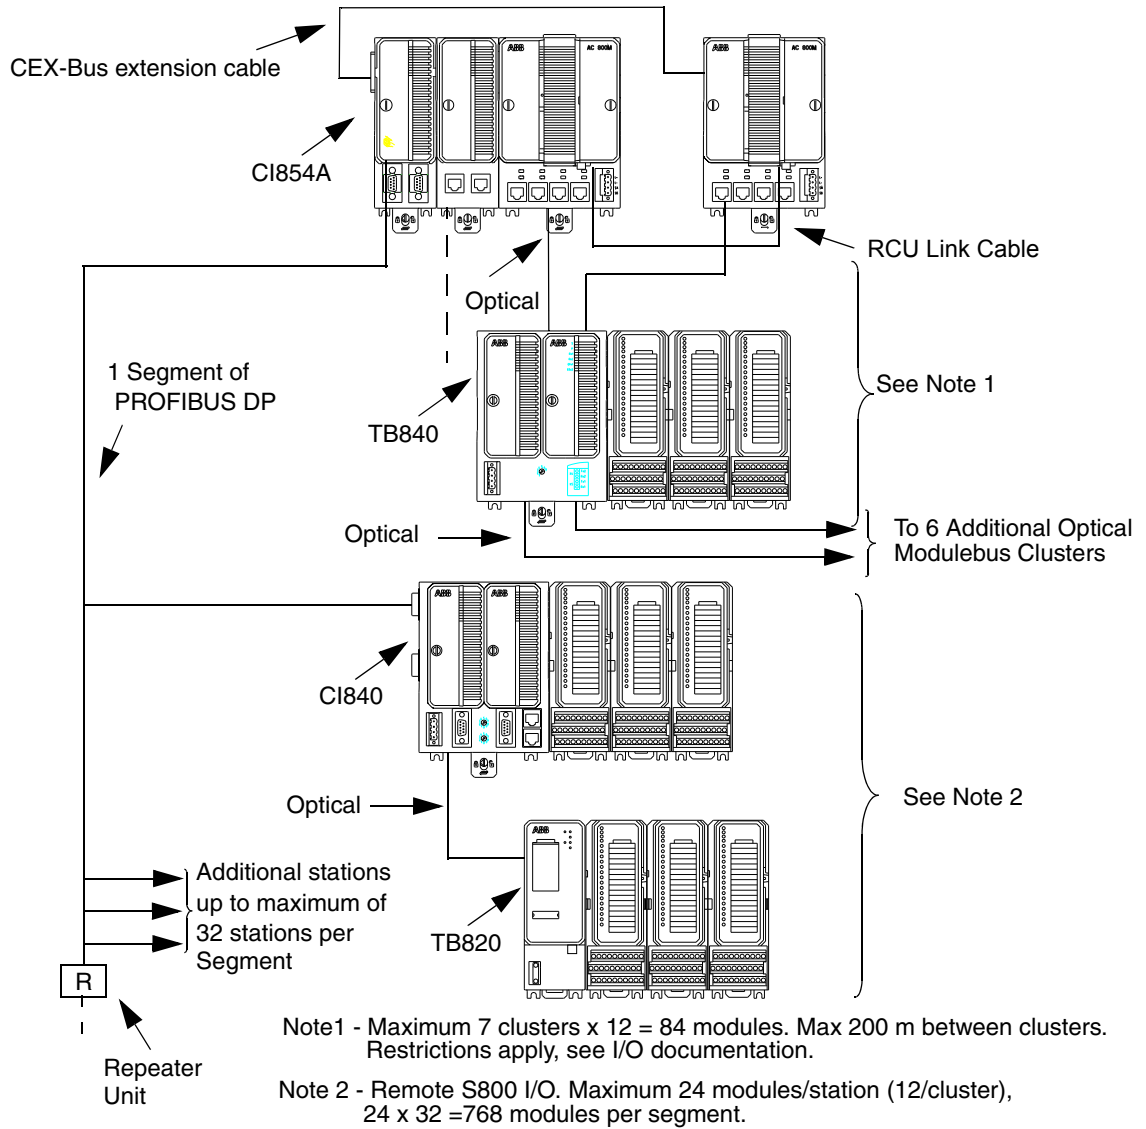 ABB AC 800M
ABB AC 800M
CEX-Bus extension cable
CI854A
RCU Link Cable
Optical
1 Segment of
PROFIBUS DP
ABB ABB
See Note 1
TB840
Optical
To 6 Additional Optical
Modulebus Clusters
ABB ABB
CI840
Optical
See Note 2
ABB
Additional stations
up to maximum of
32 stations per
Segment
TB820
R
Repeater
Unit
Note1 - Maximum 7 clusters x 12 = 84 modules. Max 200 m between clusters.
Restrictions apply, see I/O documentation.
Note 2 - Remote S800 I/O. Maximum 24 modules/station (12/cluster),
24 x 32 =768 modules per segment.